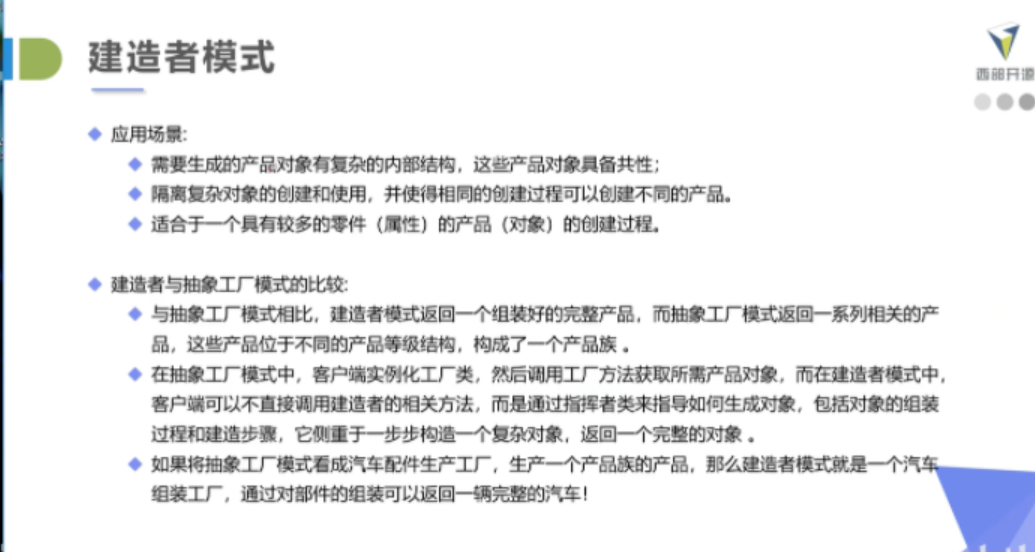 建造者模式
西部开源
应用场景:
需要生成的产品对象有复杂的内部结构，这些产品对象具备共性；
隔离复杂对象的创建和使用，并使得相同的创建过程可以创建不同的产品。
适合于一个具有较多的零件（属性）的产品（对象）的创建过程。
建造者与抽象工厂模式的比较:
与抽象工厂模式相比，建造者模式返回一个组装好的完整产品，而抽象工厂模式返回一系列相关的产
品，这些产品位于不同的产品等级结构，构成了一个产品族 。
在抽象工厂模式中，客户端实例化工厂类，然后调用工厂方法获取所需产品对象，而在建造者模式中，
客户端可以不直接调用建造者的相关方法，而是通过指挥者类来指导如何生成对象，包括对象的组装
过程和建造步骤，它侧重于一步步构造一个复杂对象，返回一个完整的对象 。
如果将抽象工厂模式看成汽车配件生产工厂，生产一个产品族的产品，那么建造者模式就是一个汽车
组装工厂，通过对部件的组装可以返回一辆完整的汽车！